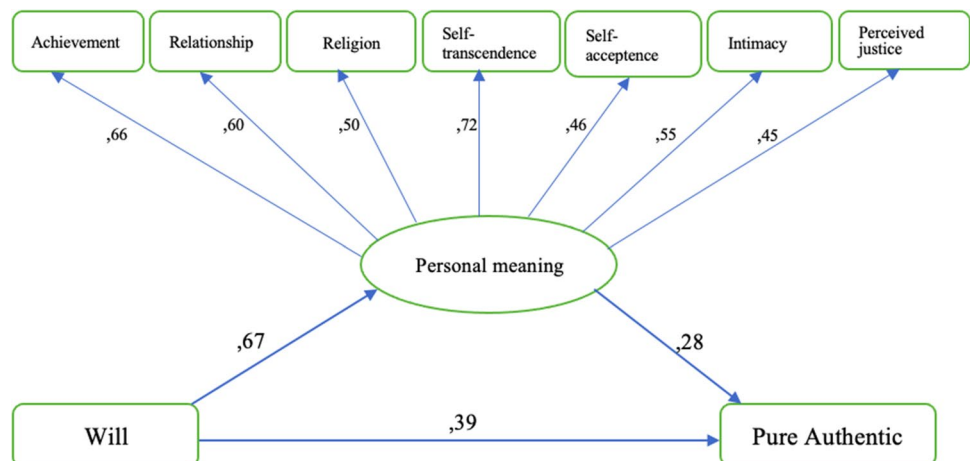 Achievement
Relationship
Religion
Self-
transcendence
Self-
acceptence
Intimacy
Perceived
justice
,66
,60
,50
,72
,46
,55
,45
Personal meaning
,67
,28
,39
Will
Pure Authentic